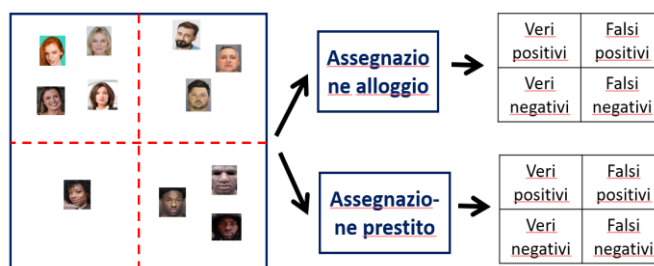 Assegnazio
ne alloggio
Veri
positivi
Falsi
positivi
Veri
negativi
Falsi
negativi
Assegnazio-
ne prestito
Veri
positivi
Falsi
positivi
Veri
negativi
Falsi
negativi